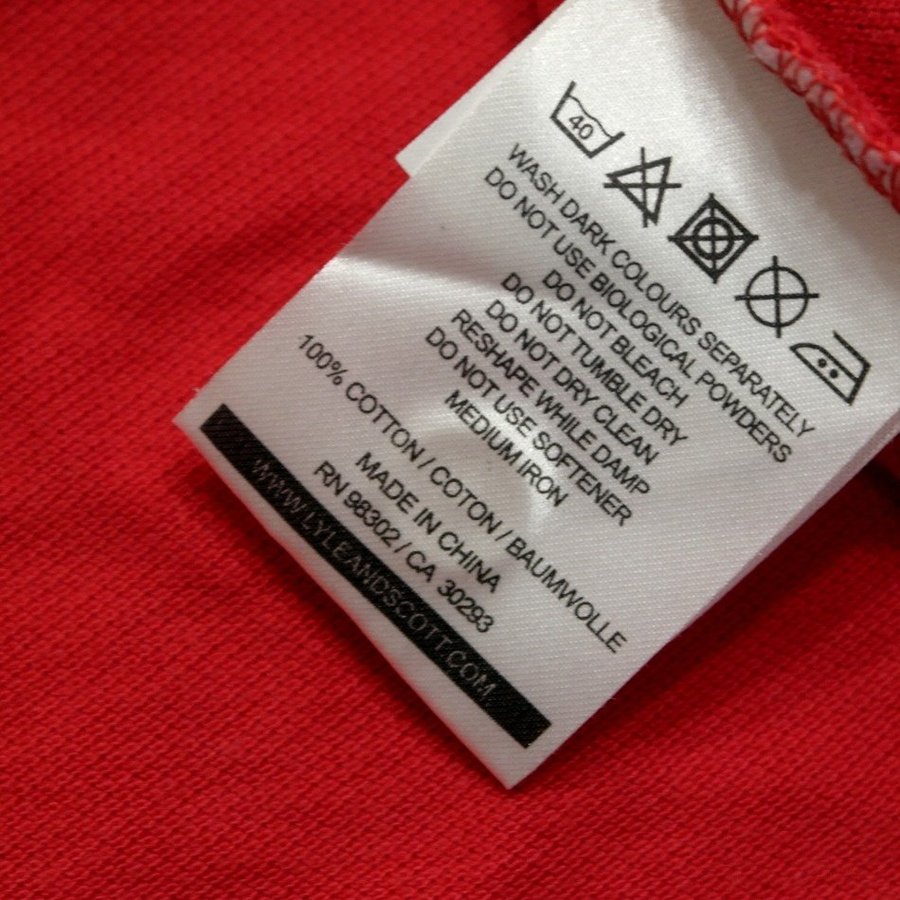 40
WASH DARK COLOURS SEPARATELY
DO NOT USE BIOLOGICAL POWDERS
DO NOT BLEACH
DO NOT TUMBLE DRY
DO NOT DRY CLEAN
RESHAPE WHILE DAMP
DO NOT USE SOFTENER
MEDIUM IRON
100% COTTON / COTON / BAUMWOLLE
MADE IN CHINA
RN 98302 / CA 30293
WWW.LYLEANDSCOTT.COM